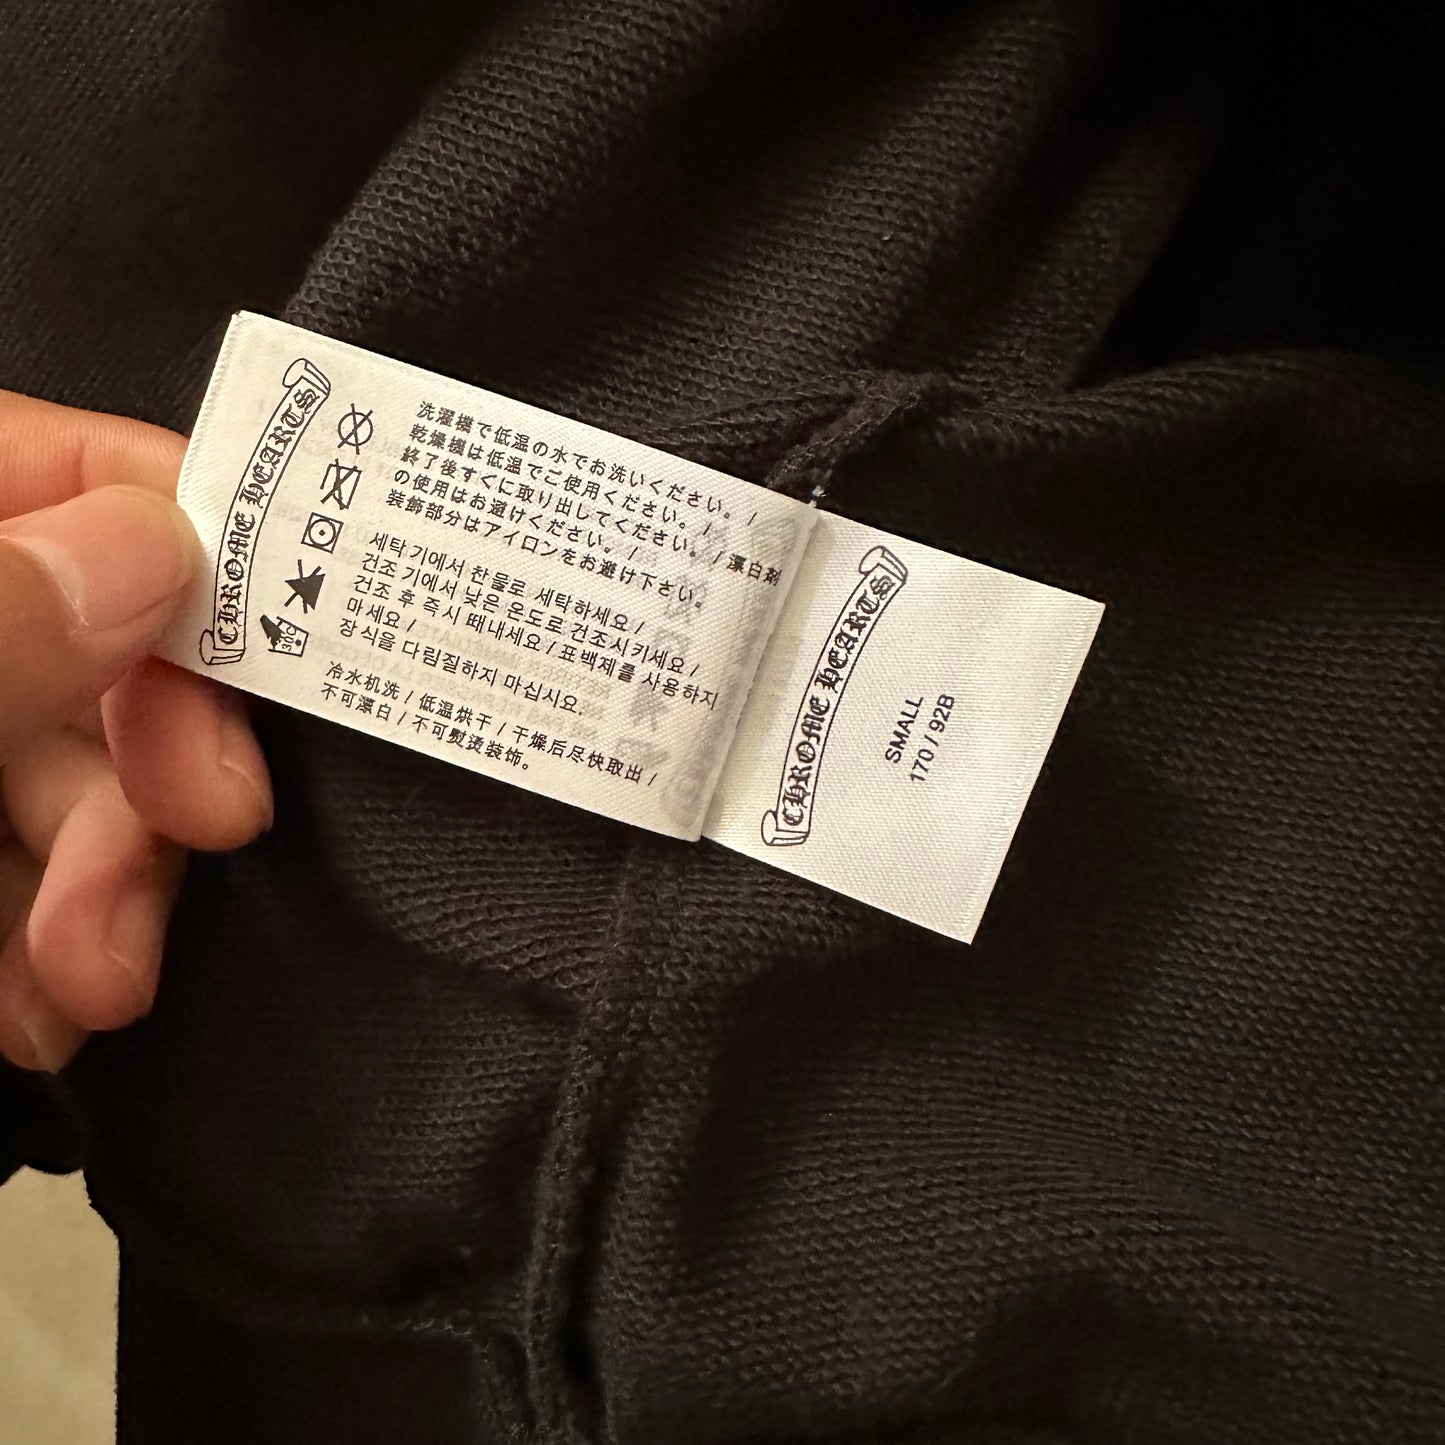 CHROME HEARTS
洗濯機で低温の水でお洗いください。/
乾燥機は低温でご使用ください。/
終了後すぐに取り出してください。/ 漂白剤
の使用はお避けください。/
装飾部分はアイロンをお避け下さい。
세탁기에서 찬 물로 세탁하세요 /
건조 기에서 낮은 온도로 건조시키세요 /
건조 후 즉시 때내세요 / 표백제를 사용하지
마세요 /
장식을 다림질하지 마십시요.
冷水机洗 / 低温烘干 / 干燥后尽快取出 /
不可漂白 / 不可熨烫装饰。
30C
CHROME HEARTS
SMALL
170 / 92B